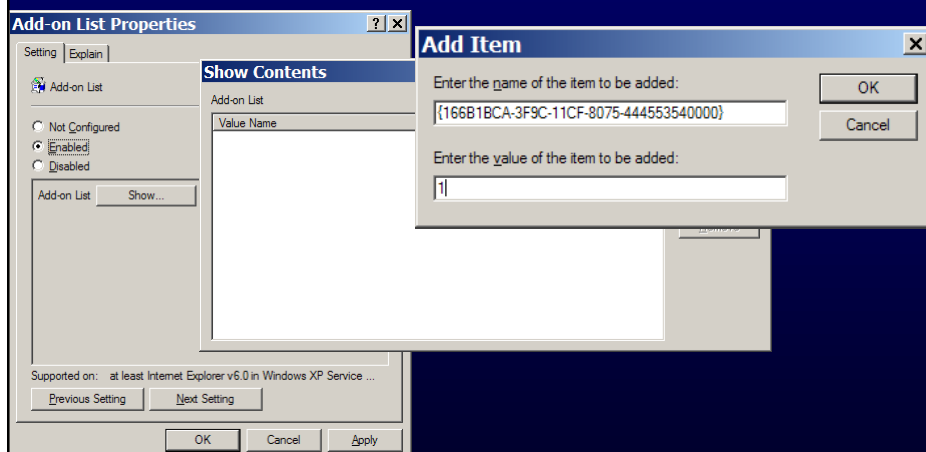 Add-on List Properties
Setting
Explain
Add-on List
Not Configured
Enabled
Disabled
Add-on List
Show...
Supported on: at least Internet Explorer v6.0 in Windows XP Service ...
Previous Setting
Next Setting
OK
Cancel
Apply
Show Contents
Add-on List
Value Name
Add Item
Enter the name of the item to be added:
{166B1BCA-3F9C-11CF-8075-444553540000}
Enter the value of the item to be added:
1
OK
Cancel